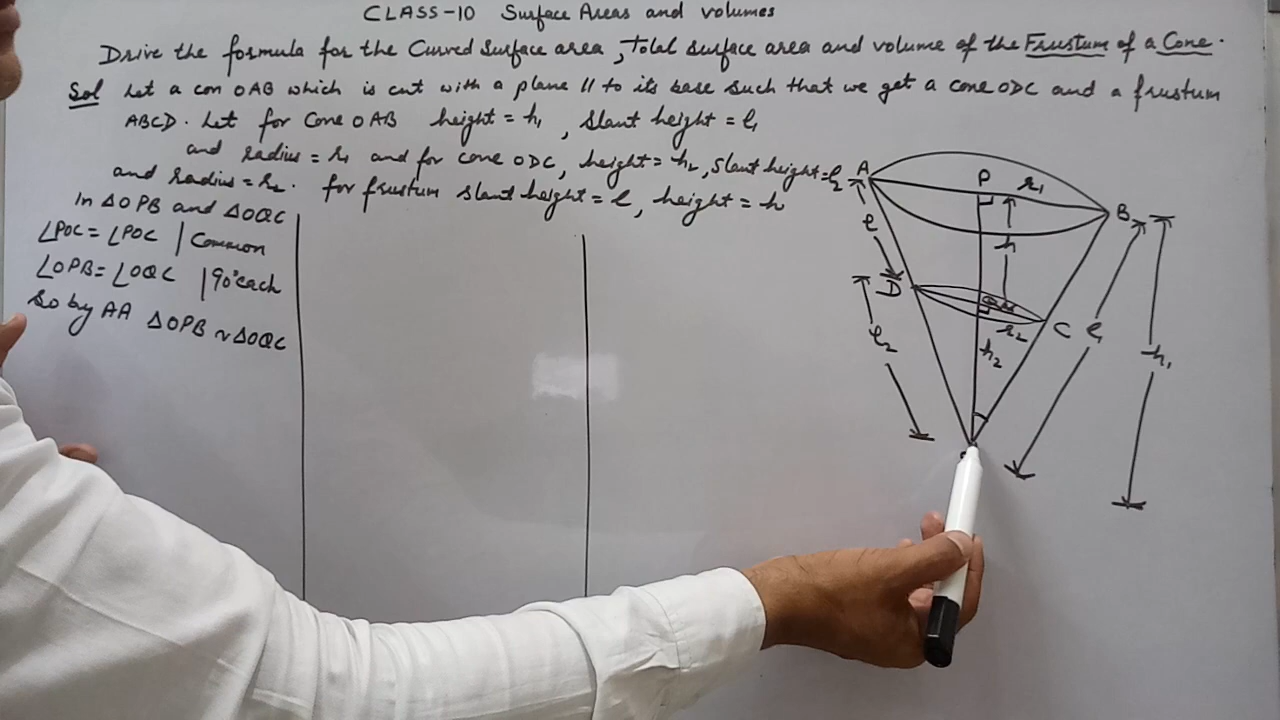 CLASS-10 Surface Areas and volumes
Drive the formula for the Curved Surface area, Total surface area and volume of the Frustum of a Cone.
Sol Let a con OAB which is cut with a plane // to its base such that we get a cone ODC and a frustum
ABCD. Let for Cone OAB height = h₁, Slant height = l₁
and radius = r₁ and for cone ODC, height = h₂, slant height = l₂
and radius = r₂. for frustum slant height = l, height = h
In ΔOPB and ΔOQC
∠POC = ∠POC | Common
∠OPB = ∠OQC | 90° each
So by AA ΔOPB ~ ΔOQC
A
P
r₁
B
l
h
D
r₂
C
l₂
h₂
l₁
h₁